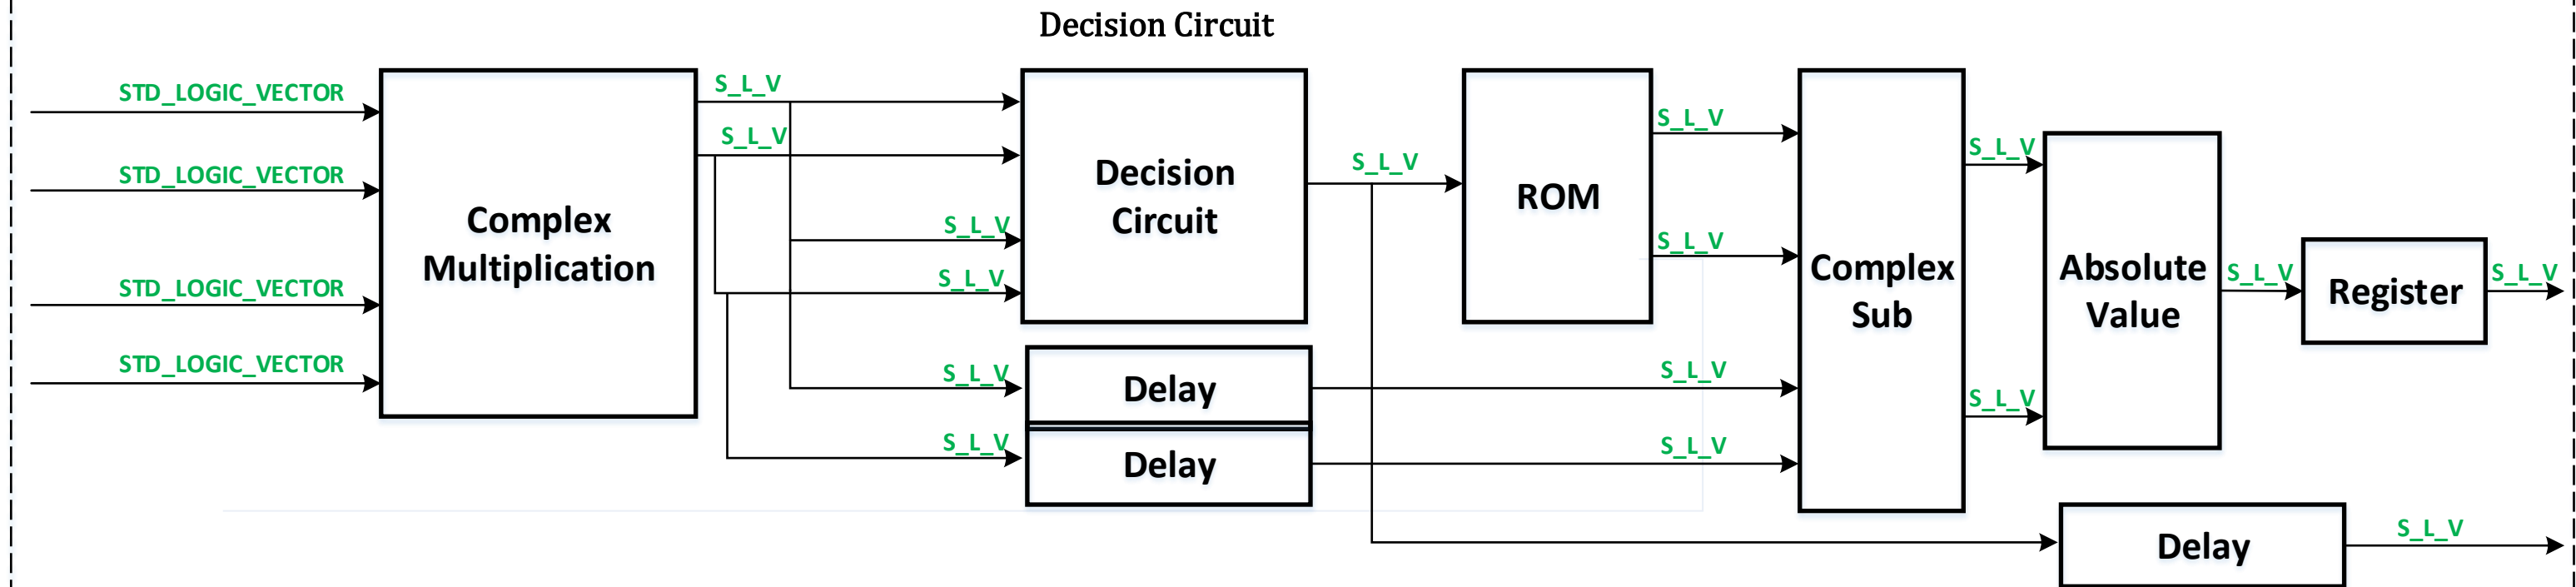 Decision Circuit
STD_LOGIC_VECTOR
STD_LOGIC_VECTOR
STD_LOGIC_VECTOR
STD_LOGIC_VECTOR
Complex
Multiplication
S_L_V
S_L_V
S_L_V
S_L_V
S_L_V
S_L_V
Decision
Circuit
Delay
Delay
S_L_V
ROM
S_L_V
S_L_V
S_L_V
S_L_V
Complex
Sub
S_L_V
S_L_V
Absolute
Value
S_L_V
Register
S_L_V
Delay
S_L_V